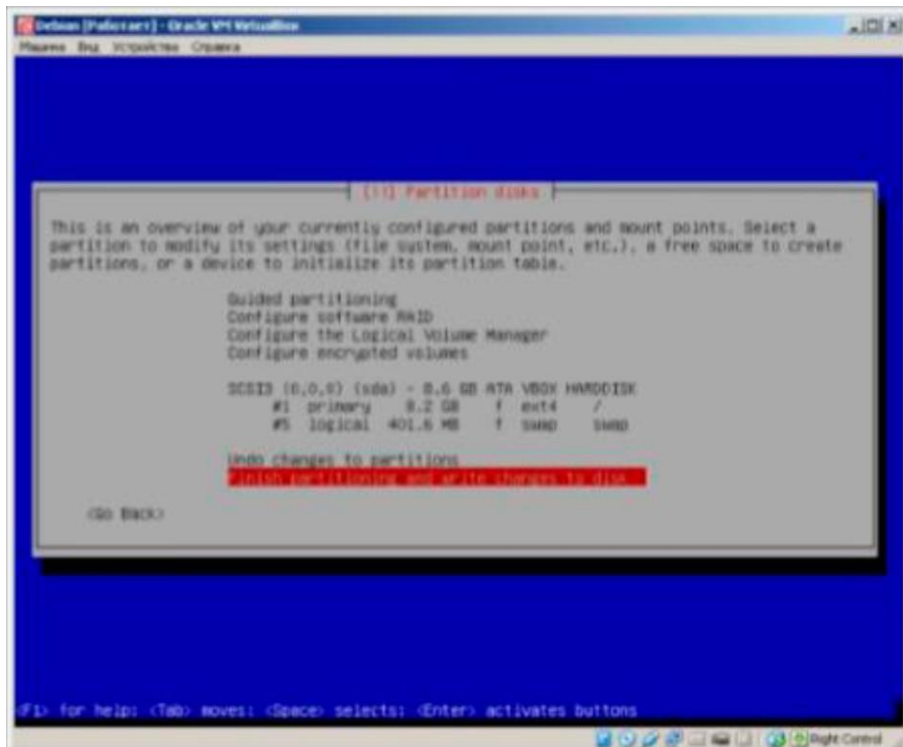 Debian [Работает] - Oracle VM VirtualBox
Машина Вид Устройства Справка
[!!] Partition disks
This is an overview of your currently configured partitions and mount points. Select a
partition to modify its settings (file system, mount point, etc.), a free space to create
partitions, or a device to initialize its partition table.
Guided partitioning
Configure software RAID
Configure the Logical Volume Manager
Configure encrypted volumes
SCSI3 (0,0,0) (sda) - 8.6 GB ATA VBOX HARDDISK
#1 primary 8.2 GB f ext4 /
#5 logical 401.6 MB f swap swap
Undo changes to partitions
Finish partitioning and write changes to disk
<Go Back>
<F1> for help; <Tab> moves; <Space> selects; <Enter> activates buttons
Right Control